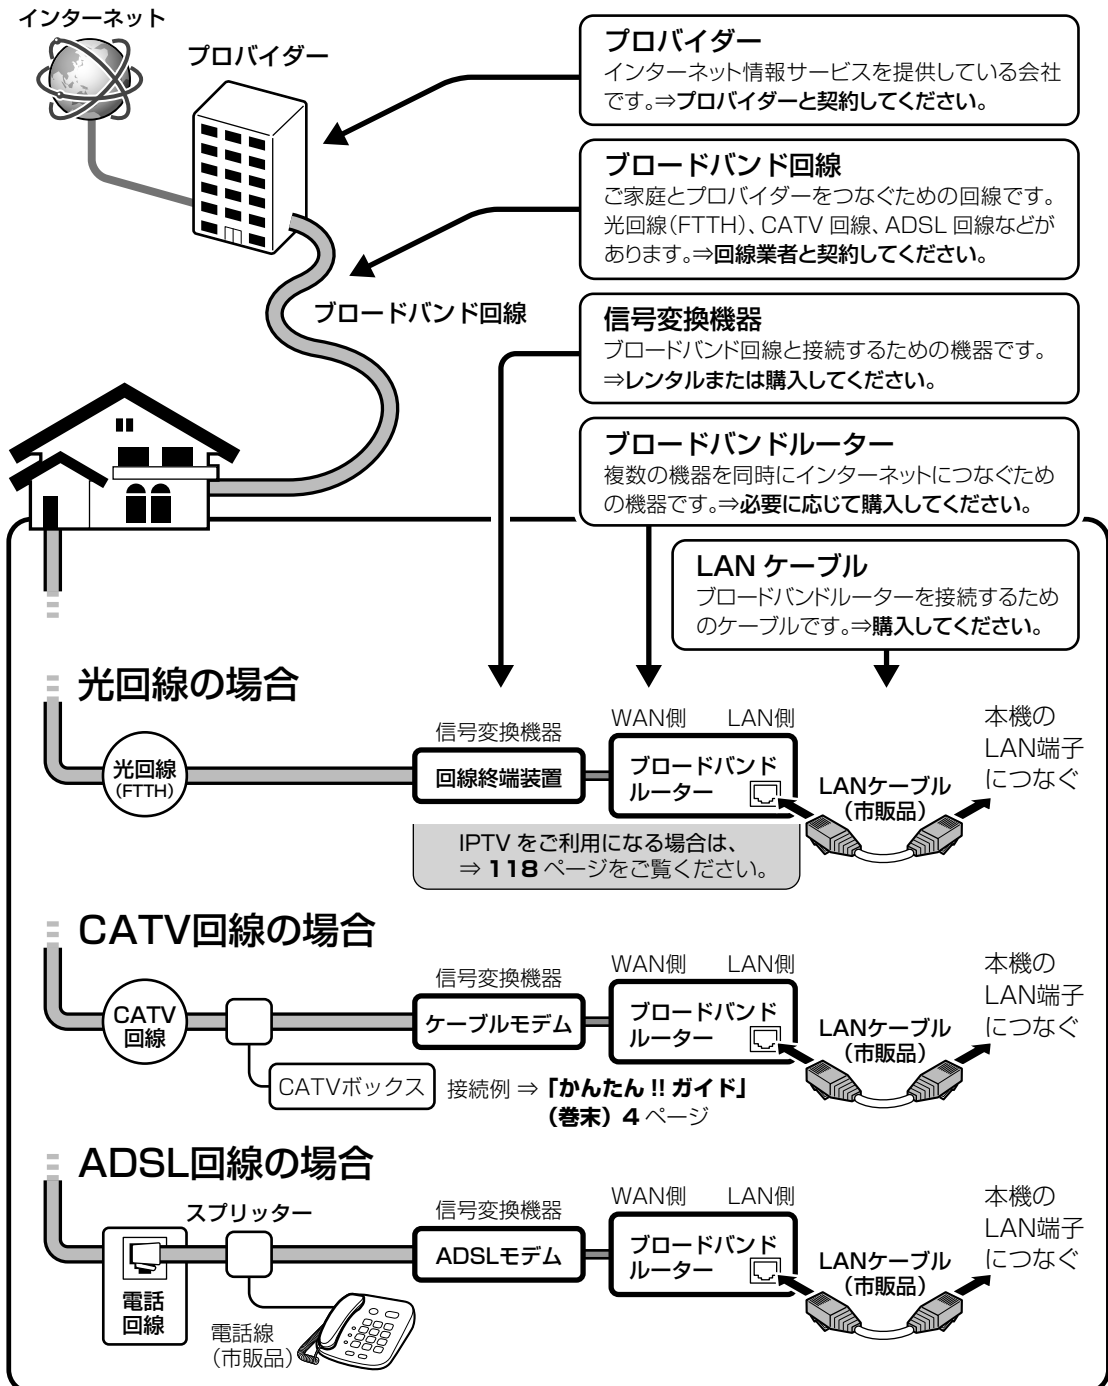 インターネット
プロバイダー
プロバイダー
インターネット情報サービスを提供している会社
です。⇒プロバイダーと契約してください。
ブロードバンド回線
ご家庭とプロバイダーをつなぐための回線です。
光回線(FTTH)、CATV 回線、ADSL 回線などが
あります。⇒回線業者と契約してください。
ブロードバンド回線
信号変換機器
ブロードバンド回線と接続するための機器です。
⇒レンタルまたは購入してください。
ブロードバンドルーター
複数の機器を同時にインターネットにつなぐため
の機器です。⇒必要に応じて購入してください。
LAN ケーブル
ブロードバンドルーターを接続するため
のケーブルです。⇒購入してください。
光回線の場合
光回線
(FTTH)
信号変換機器
回線終端装置
WAN側 LAN側
ブロードバンド
ルーター
LANケーブル
(市販品)
本機の
LAN端子
につなぐ
IPTV をご利用になる場合は、
⇒ 118 ページをご覧ください。
CATV回線の場合
CATV
回線
信号変換機器
ケーブルモデム
WAN側 LAN側
ブロードバンド
ルーター
LANケーブル
(市販品)
本機の
LAN端子
につなぐ
CATVボックス
接続例 ⇒「かんたん !! ガイド」
(巻末) 4 ページ
ADSL回線の場合
電話
回線
スプリッター
電話線
(市販品)
信号変換機器
ADSLモデム
WAN側 LAN側
ブロードバンド
ルーター
LANケーブル
(市販品)
本機の
LAN端子
につなぐ